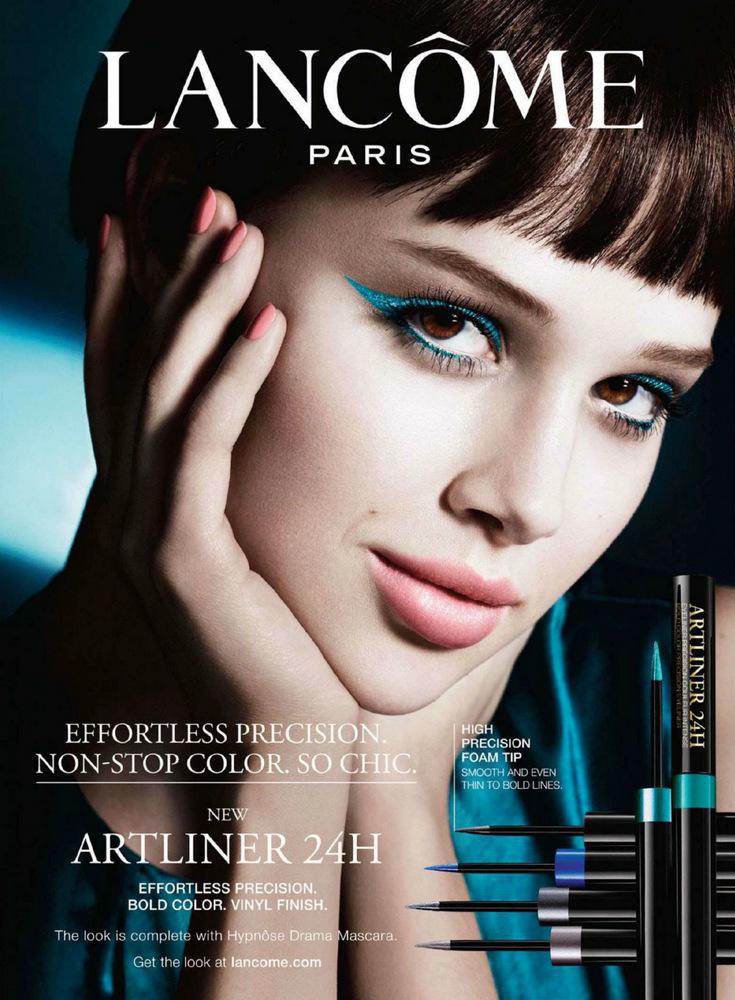 LANCÔME
PARIS
EFFORTLESS PRECISION.
NON-STOP COLOR. SO CHIC.
NEW
ARTLINER 24H
EFFORTLESS PRECISION.
BOLD COLOR. VINYL FINISH.
The look is complete with Hypnôse Drama Mascara.
Get the look at lancome.com
HIGH
PRECISION
FOAM TIP
SMOOTH AND EVEN
THIN TO BOLD LINES.
ARTLINER 24H